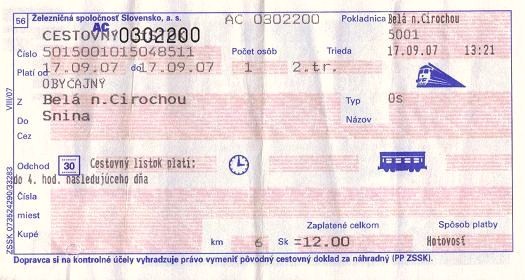 56 Železničná spoločnosť Slovensko, a. s. AC 0302200 Pokladnica Belá n.Cirochou
CESTOVNÝ AC 0302200 5001
Číslo 5015001015048511 Počet osôb Trieda 17.09.07 13:21
Platí od 17.09.07 do 17.09.07 1 2.tr.
OBYČAJNÝ
Z Belá n.Cirochou Typ Os
Do Snina Preukaz č.
Cez
Odchod 30 Cestovný lístok platí:
do 4. hod. následujúceho dňa
Čísla
miest
Kupé Zaplatené celkom Spôsob platby
km 6 Sk =12.00 Hotovosť
Dopravca si na kontrolné účely vyhradzuje právo vymeniť pôvodný cestovný doklad za náhradný (PP ZSSK).
VIII/07
ZSSK 073524290/33283